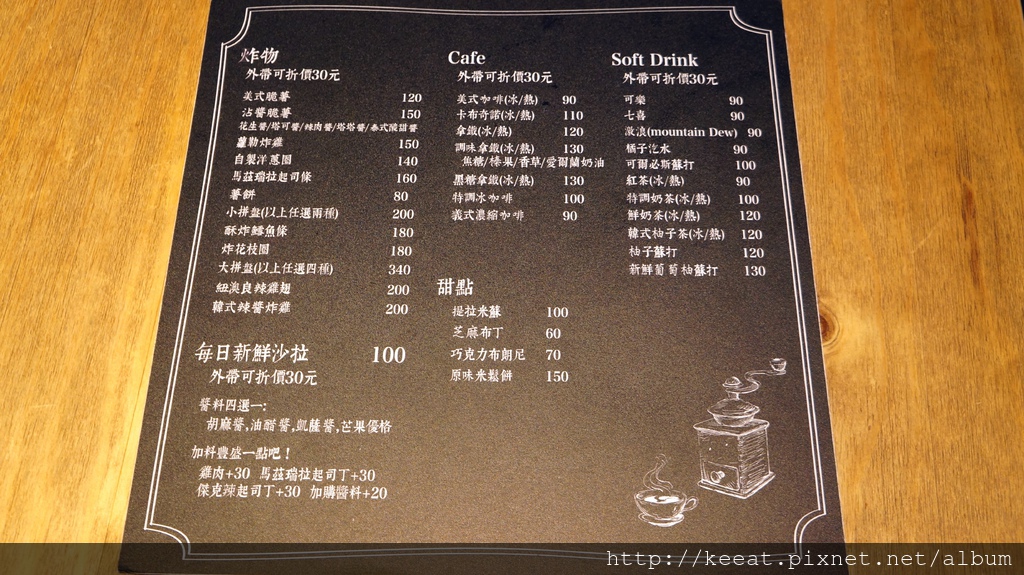 炸物
外帶可折價30元
美式脆薯 120
沾醬脆薯 150
花生醬/塔可醬/辣肉醬/塔塔醬/泰式酸甜醬
蘿勒炸雞 150
自製洋蔥圈 140
馬茲瑞拉起司條 160
薯餅 80
小拼盤(以上任選兩種) 200
酥炸鱈魚條 180
炸花枝圈 180
大拼盤(以上任選四種) 340
紐澳良辣雞翅 200
韓式辣醬炸雞 200
每日新鮮沙拉 100
外帶可折價30元
醬料四選一:
胡麻醬,油醋醬,凱薩醬,芒果優格
加料豐盛一點吧!
雞肉+30 馬茲瑞拉起司丁+30
傑克辣起司丁+30 加購醬料+20
Cafe
外帶可折價30元
美式咖啡(冰/熱) 90
卡布奇諾(冰/熱) 110
拿鐵(冰/熱) 120
調味拿鐵(冰/熱) 130
焦糖/榛果/香草/愛爾蘭奶油
黑糖拿鐵(冰/熱) 130
特調冰咖啡 100
義式濃縮咖啡 90
甜點
提拉米蘇 100
芝麻布丁 60
巧克力布朗尼 70
原味米鬆餅 150
Soft Drink
外帶可折價30元
可樂 90
七喜 90
激浪(mountain Dew) 90
橘子汽水 90
可爾必斯蘇打 100
紅茶(冰/熱) 90
特調奶茶(冰/熱) 100
鮮奶茶(冰/熱) 120
韓式柚子茶(冰/熱) 120
柚子蘇打 120
新鮮葡萄柚蘇打 130
http://keeat.pixnet.net/album